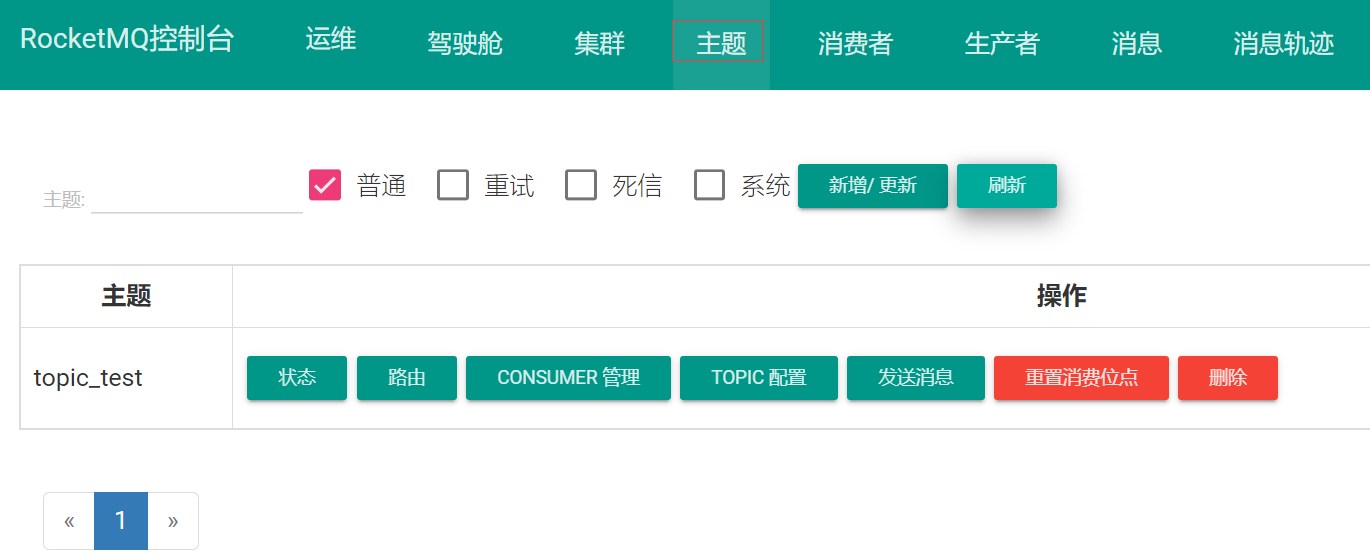 RocketMQ控制台 运维 驾驶舱 集群 主题 消费者 生产者 消息 消息轨迹
主题: 普通 重试 死信 系统 新增/ 更新 刷新
主题 操作
topic_test 状态 路由 CONSUMER 管理 TOPIC 配置 发送消息 重置消费位点 删除
« 1 »